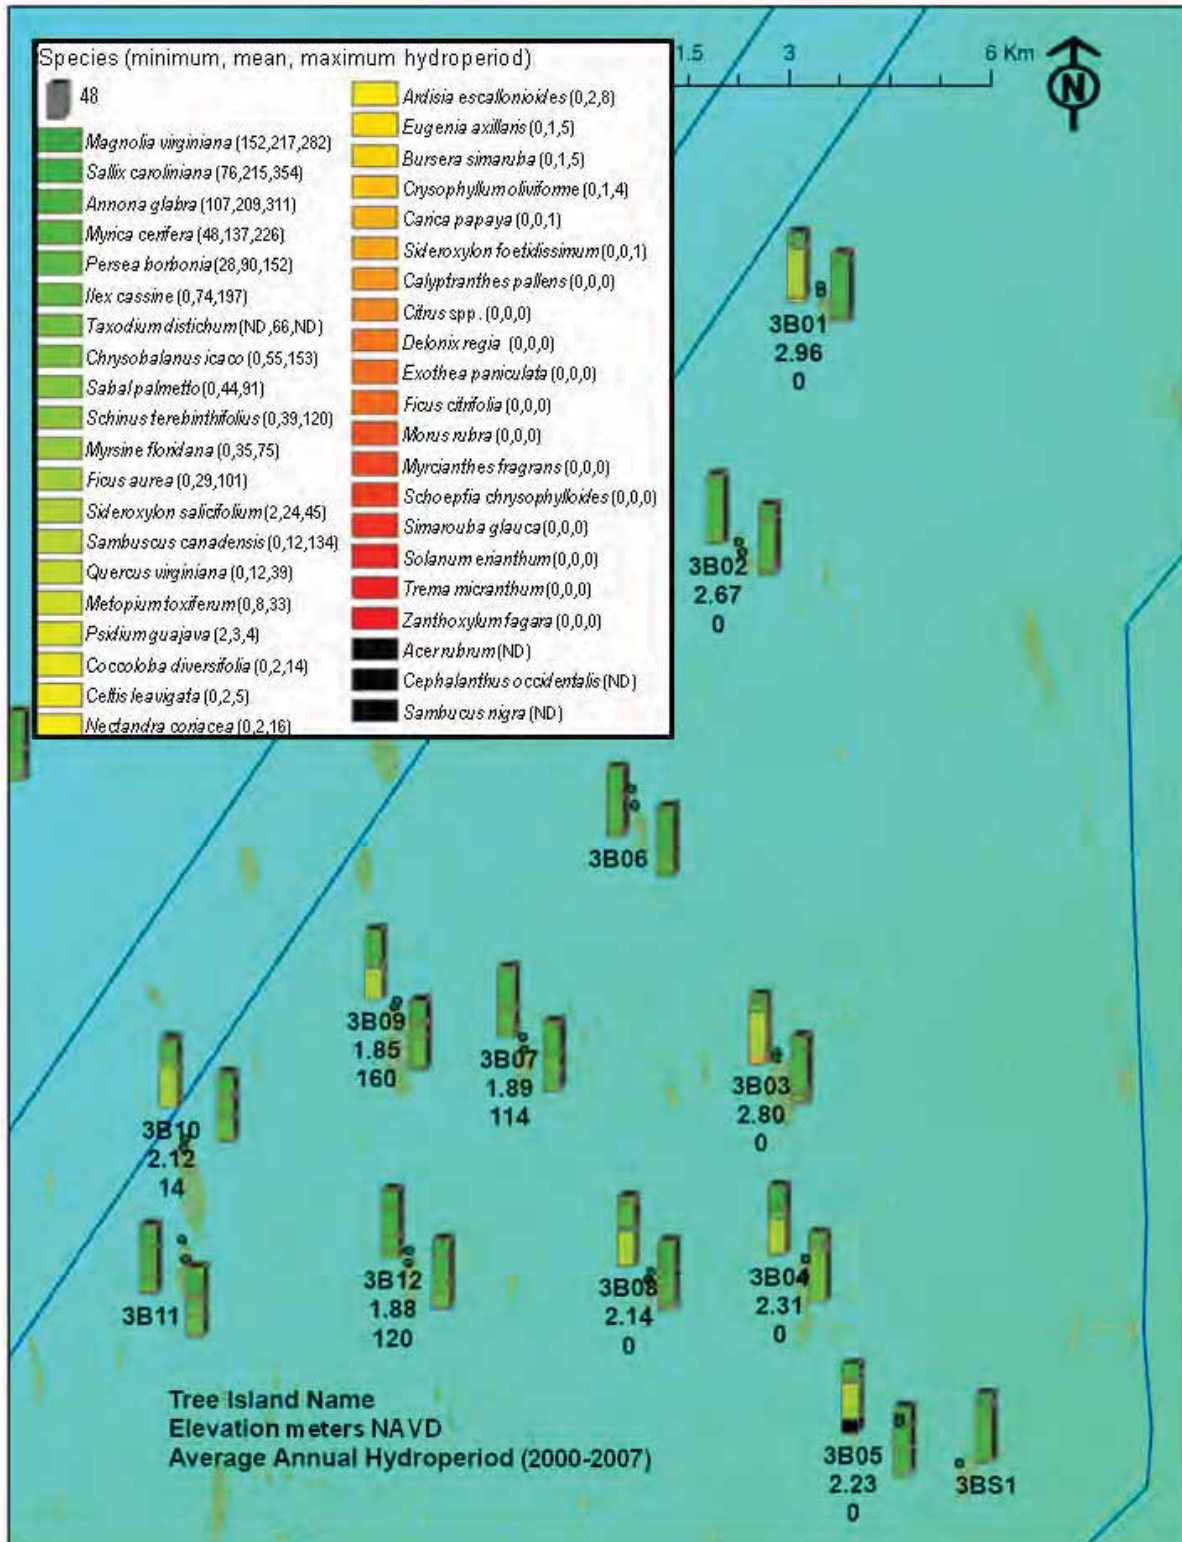 Species (minimum, mean, maximum hydroperiod)
48
Magnolia virginiana (152,217,282)
Sallix caroliniana (76,215,354)
Annona glabra (107,209,311)
Myrica cerifera (48,137,226)
Persea borbonia (28,90,152)
Ilex cassine (0,74,197)
Taxodium distichum (ND,66,ND)
Chrysobalanus icaco (0,55,153)
Sabal palmetto (0,44,91)
Schinus terebinthifolius (0,39,120)
Myrsine floridana (0,35,75)
Ficus aurea (0,29,101)
Sideroxylon salicifolium (2,24,45)
Sambuscus canadensis (0,12,134)
Quercus virginiana (0,12,39)
Metopium toxiferum (0,8,33)
Psidium guajava (2,3,4)
Coccoloba diversifolia (0,2,14)
Celtis leavigata (0,2,5)
Nectandra coriacea (0,2,16)
Ardisia escallonioides (0,2,8)
Eugenia axillaris (0,1,5)
Bursera simaruba (0,1,5)
Crysophyllum oliviforme (0,1,4)
Carica papaya (0,0,1)
Sideroxylon foetidissimum (0,0,1)
Calyptranthes pallens (0,0,0)
Citrus spp. (0,0,0)
Delonix regia (0,0,0)
Exothea paniculata (0,0,0)
Ficus citrifolia (0,0,0)
Morus rubra (0,0,0)
Myrcianthes fragrans (0,0,0)
Schoepfia chrysophylloides (0,0,0)
Simarouba glauca (0,0,0)
Solanum erianthum (0,0,0)
Trema micranthum (0,0,0)
Zanthoxylum fagara (0,0,0)
Acer rubrum (ND)
Cephalanthus occidentalis (ND)
Sambucus nigra (ND)
1.5 3 6 Km
N
3B01
2.96
0
3B02
2.67
0
3B06
3B09
1.85
160
3B07
1.89
114
3B03
2.80
0
3B10
2.12
14
3B11
3B12
1.88
120
3B08
2.14
0
3B04
2.31
0
3B05
2.23
0
3BS1
Tree Island Name
Elevation meters NAVD
Average Annual Hydroperiod (2000-2007)